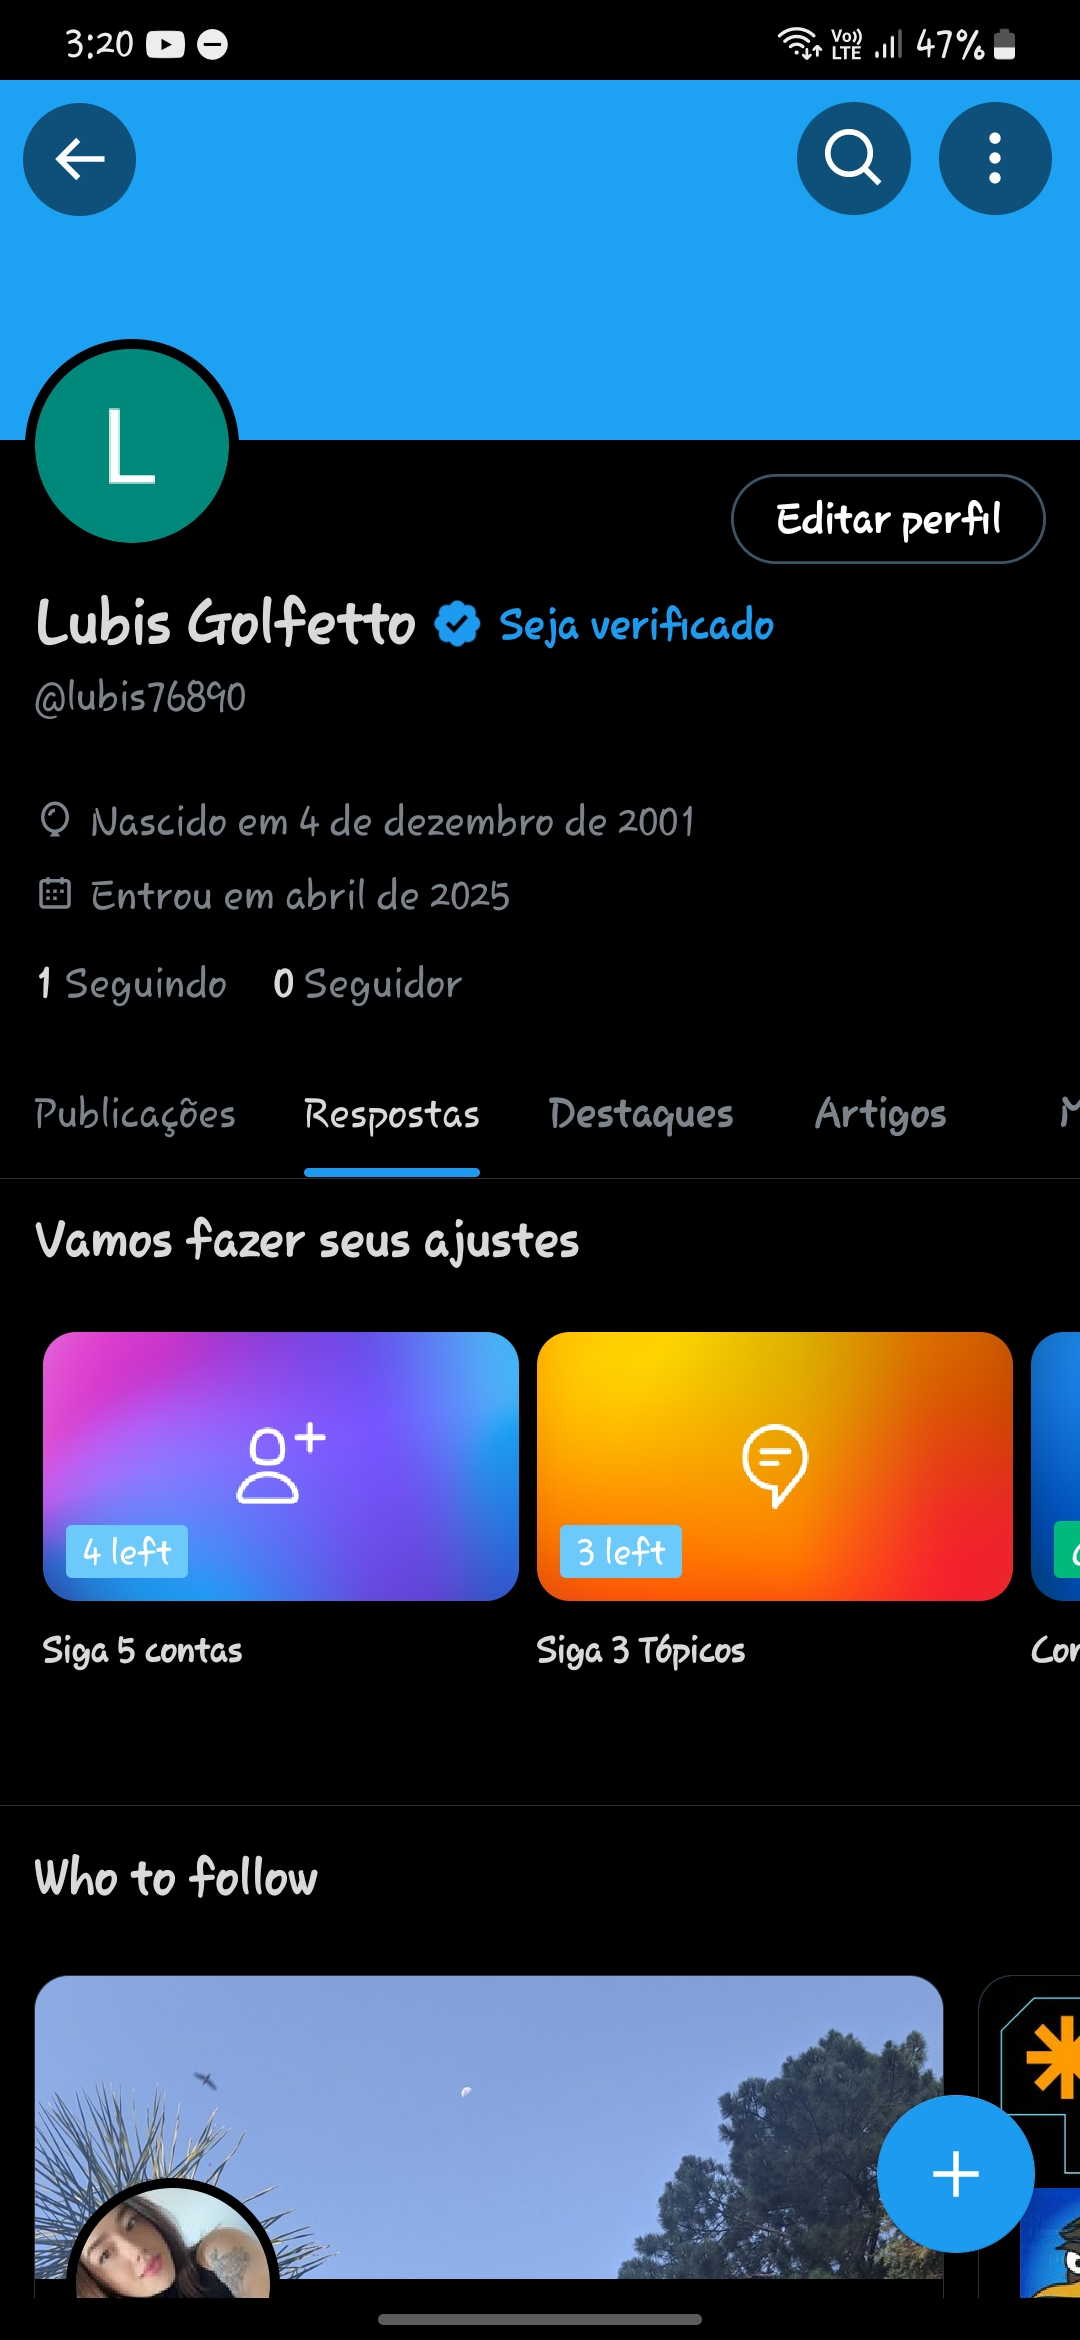 3:20 Vo)) LTE 47%
L
Editar perfil
Lubis Golfetto Seja verificado
@lubis76890
Nascido em 4 de dezembro de 2001
Entrou em abril de 2025
1 Seguindo 0 Seguidor
Publicações Respostas Destaques Artigos
Vamos fazer seus ajustes
4 left 3 left
Siga 5 contas Siga 3 Tópicos
Who to follow